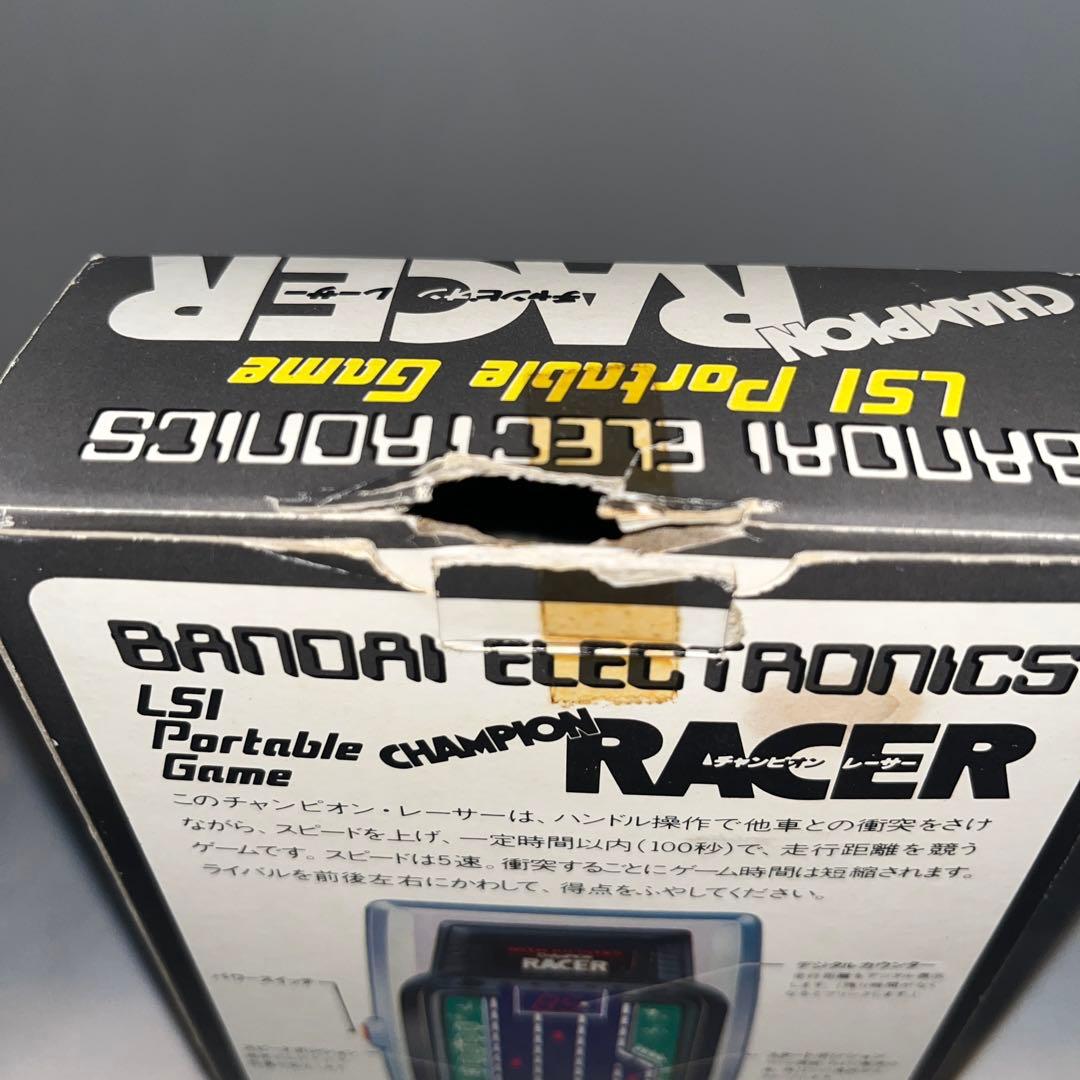 CHAMPION RACER
チャンピオン レーサー
LSI Portable Game
BANDAI ELECTRONICS
BANDAI ELECTRONICS
LSI
Portable
Game
CHAMPION RACER
チャンピオン レーサー
このチャンピオン・レーサーは、ハンドル操作で他車との衝突をさけ
ながら、スピードを上げ、一定時間以内(100秒)で、走行距離を競う
ゲームです。スピードは5速。衝突するごとにゲーム時間は短縮されます。
ライバルを前後左右にかわして、得点をふやしてください。
RACER
パワースイッチ
デジタルカウンター